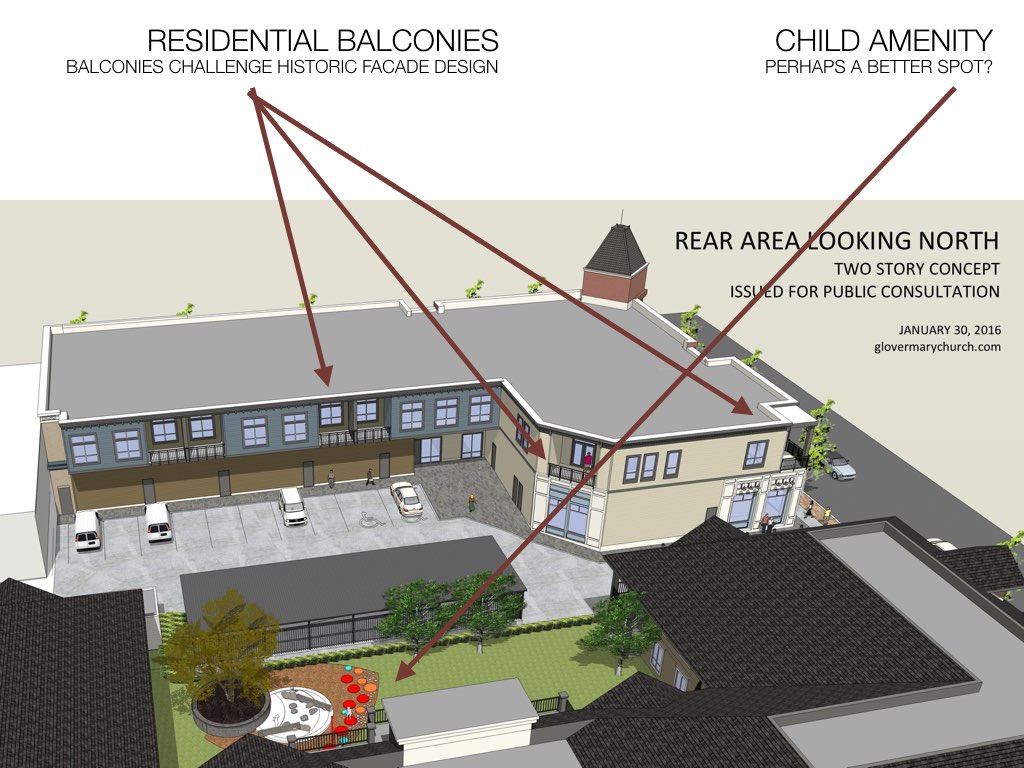 RESIDENTIAL BALCONIES
BALCONIES CHALLENGE HISTORIC FACADE DESIGN
CHILD AMENITY
PERHAPS A BETTER SPOT?
REAR AREA LOOKING NORTH
TWO STORY CONCEPT
ISSUED FOR PUBLIC CONSULTATION
JANUARY 30, 2016
glovermarychurch.com